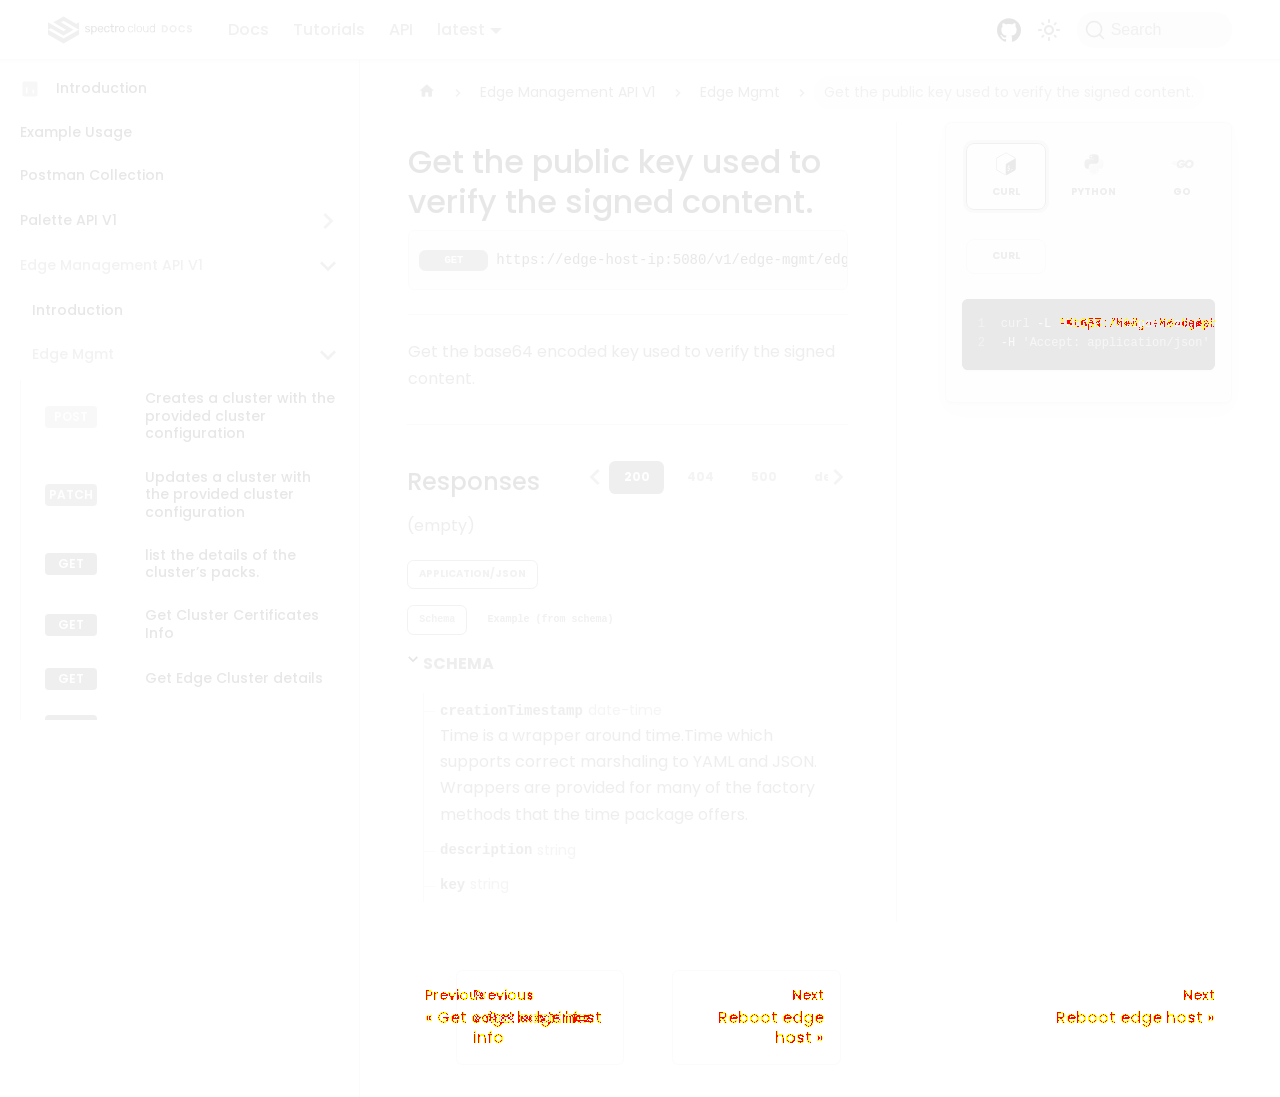 spectro cloud DOCS
Docs
Tutorials
API
latest
Search
Introduction
Example Usage
Postman Collection
Palette API V1
Edge Management API V1
Introduction
Edge Mgmt
POST Creates a cluster with the
provided cluster
configuration
PATCH Updates a cluster with
the provided cluster
configuration
GET list the details of the
cluster's packs.
GET Get Cluster Certificates
Info
GET Get Edge Cluster details
Edge Management API V1
Edge Mgmt
Get the public key used to verify the signed content
Get the public key used to
verify the signed content.
GET https://edge-host-ip:5080/v1/edge-mgmt/edg
Get the base64 encoded key used to verify the signed
content.
Responses
200
404
500
(empty)
APPLICATION/JSON
Schema
Example (from schema)
SCHEMA
creationTimestamp date-time
Time is a wrapper around time.Time which
supports correct marshaling to YAML and JSON.
Wrappers are provided for many of the factory
methods that the time package offers.
description string
key string
CURL
PYTHON
GO
CURL
1 curl -L
2 -H 'Accept: application/json'
Previous
Previous
« Get
info
Next
Reboot edge
host »
Next
Reboot edge host »